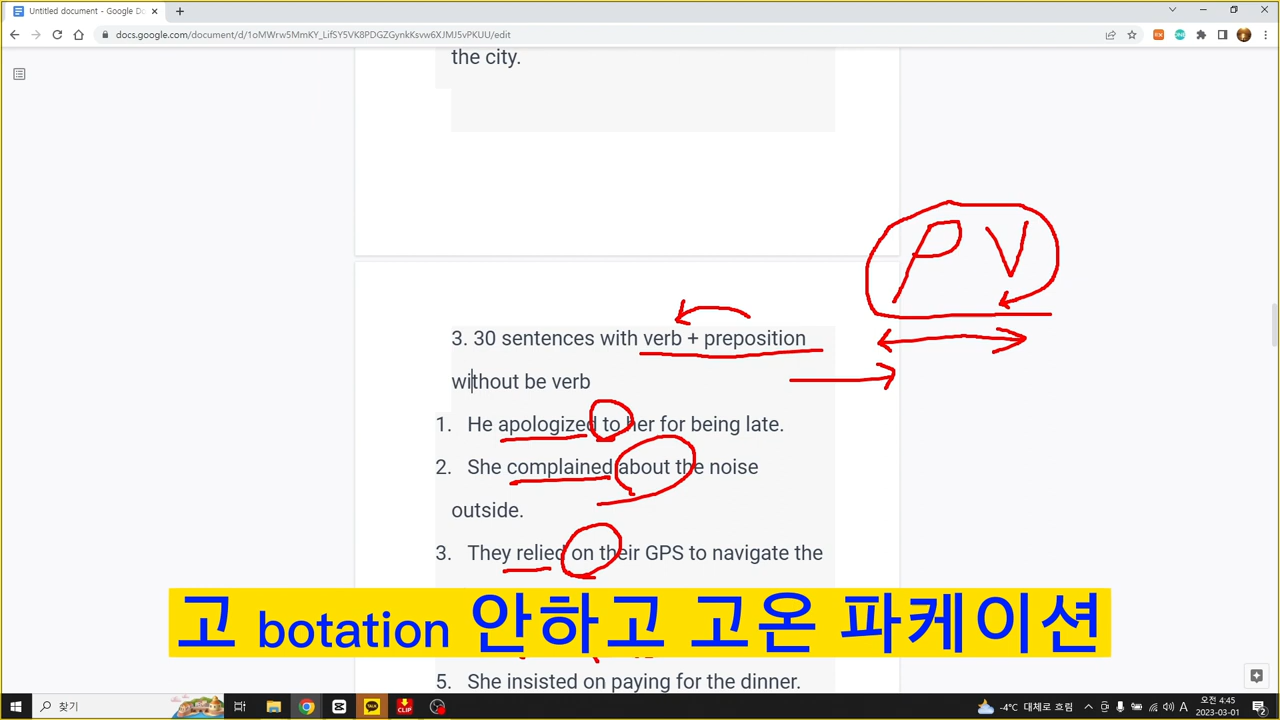 Untitled document - Google Do
docs.google.com/document/d/1oMWrw5MmKY_LifSY5VK8PDGZGynkKsvw6XJMJ5vPKUU/edit
the city.
P V
3. 30 sentences with verb + preposition
without be verb
1. He apologized to her for being late.
2. She complained about the noise
outside.
3. They relied on their GPS to navigate the
고 botation 안하고 고온 파케이션
5. She insisted on paying for the dinner.
찾기
TALK
CLIP
-4°C 대체로 흐림
A
오전 4:45
2023-03-01
2